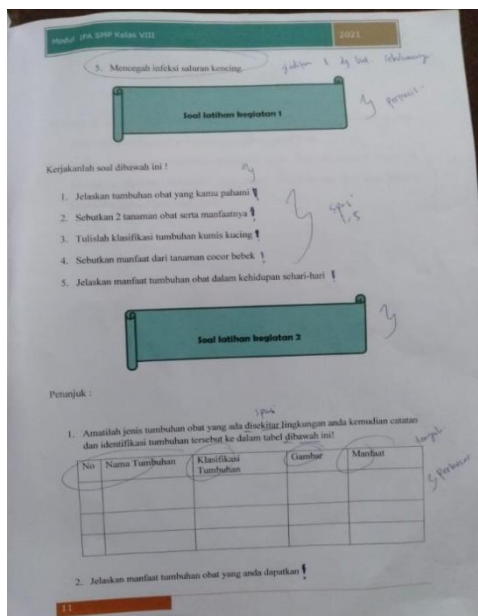 Modul IPA SMP Kelas VIII
2021
5. Mencegah infeksi saluran kencing.
Soal latihan kegiatan 1
Kerjakanlah soal dibawah ini !
1. Jelaskan tumbuhan obat yang kamu pahami !
2. Sebutkan 2 tanaman obat serta manfaatnya !
3. Tulislah klasifikasi tumbuhan kumis kucing !
spasi
1,5
4. Sebutkan manfaat dari tanaman cocor bebek !
5. Jelaskan manfaat tumbuhan obat dalam kehidupan sehari-hari !
Soal latihan kegiatan 2
Petunjuk :
spasi
1. Amatilah jenis tumbuhan obat yang ada disekitar lingkungan anda kemudian catatan
dan identifikasi tumbuhan tersebut ke dalam tabel dibawah ini!
No Nama Tumbuhan Klasifikasi Gambar Manfaat
Tumbuhan
2. Jelaskan manfaat tumbuhan obat yang anda dapatkan !
11